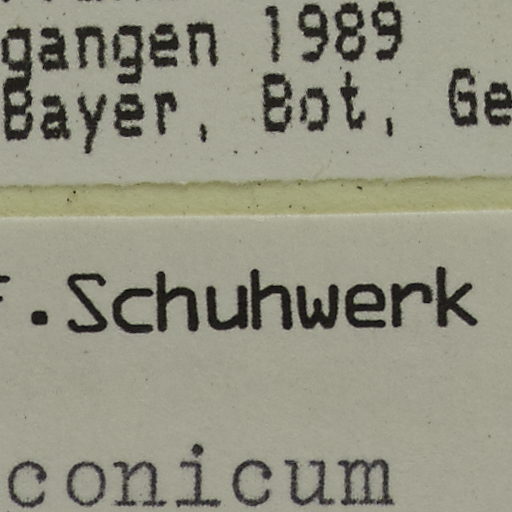 gangen 1989
Bayer, Bot, Ge
F.Schuhwerk
conicum